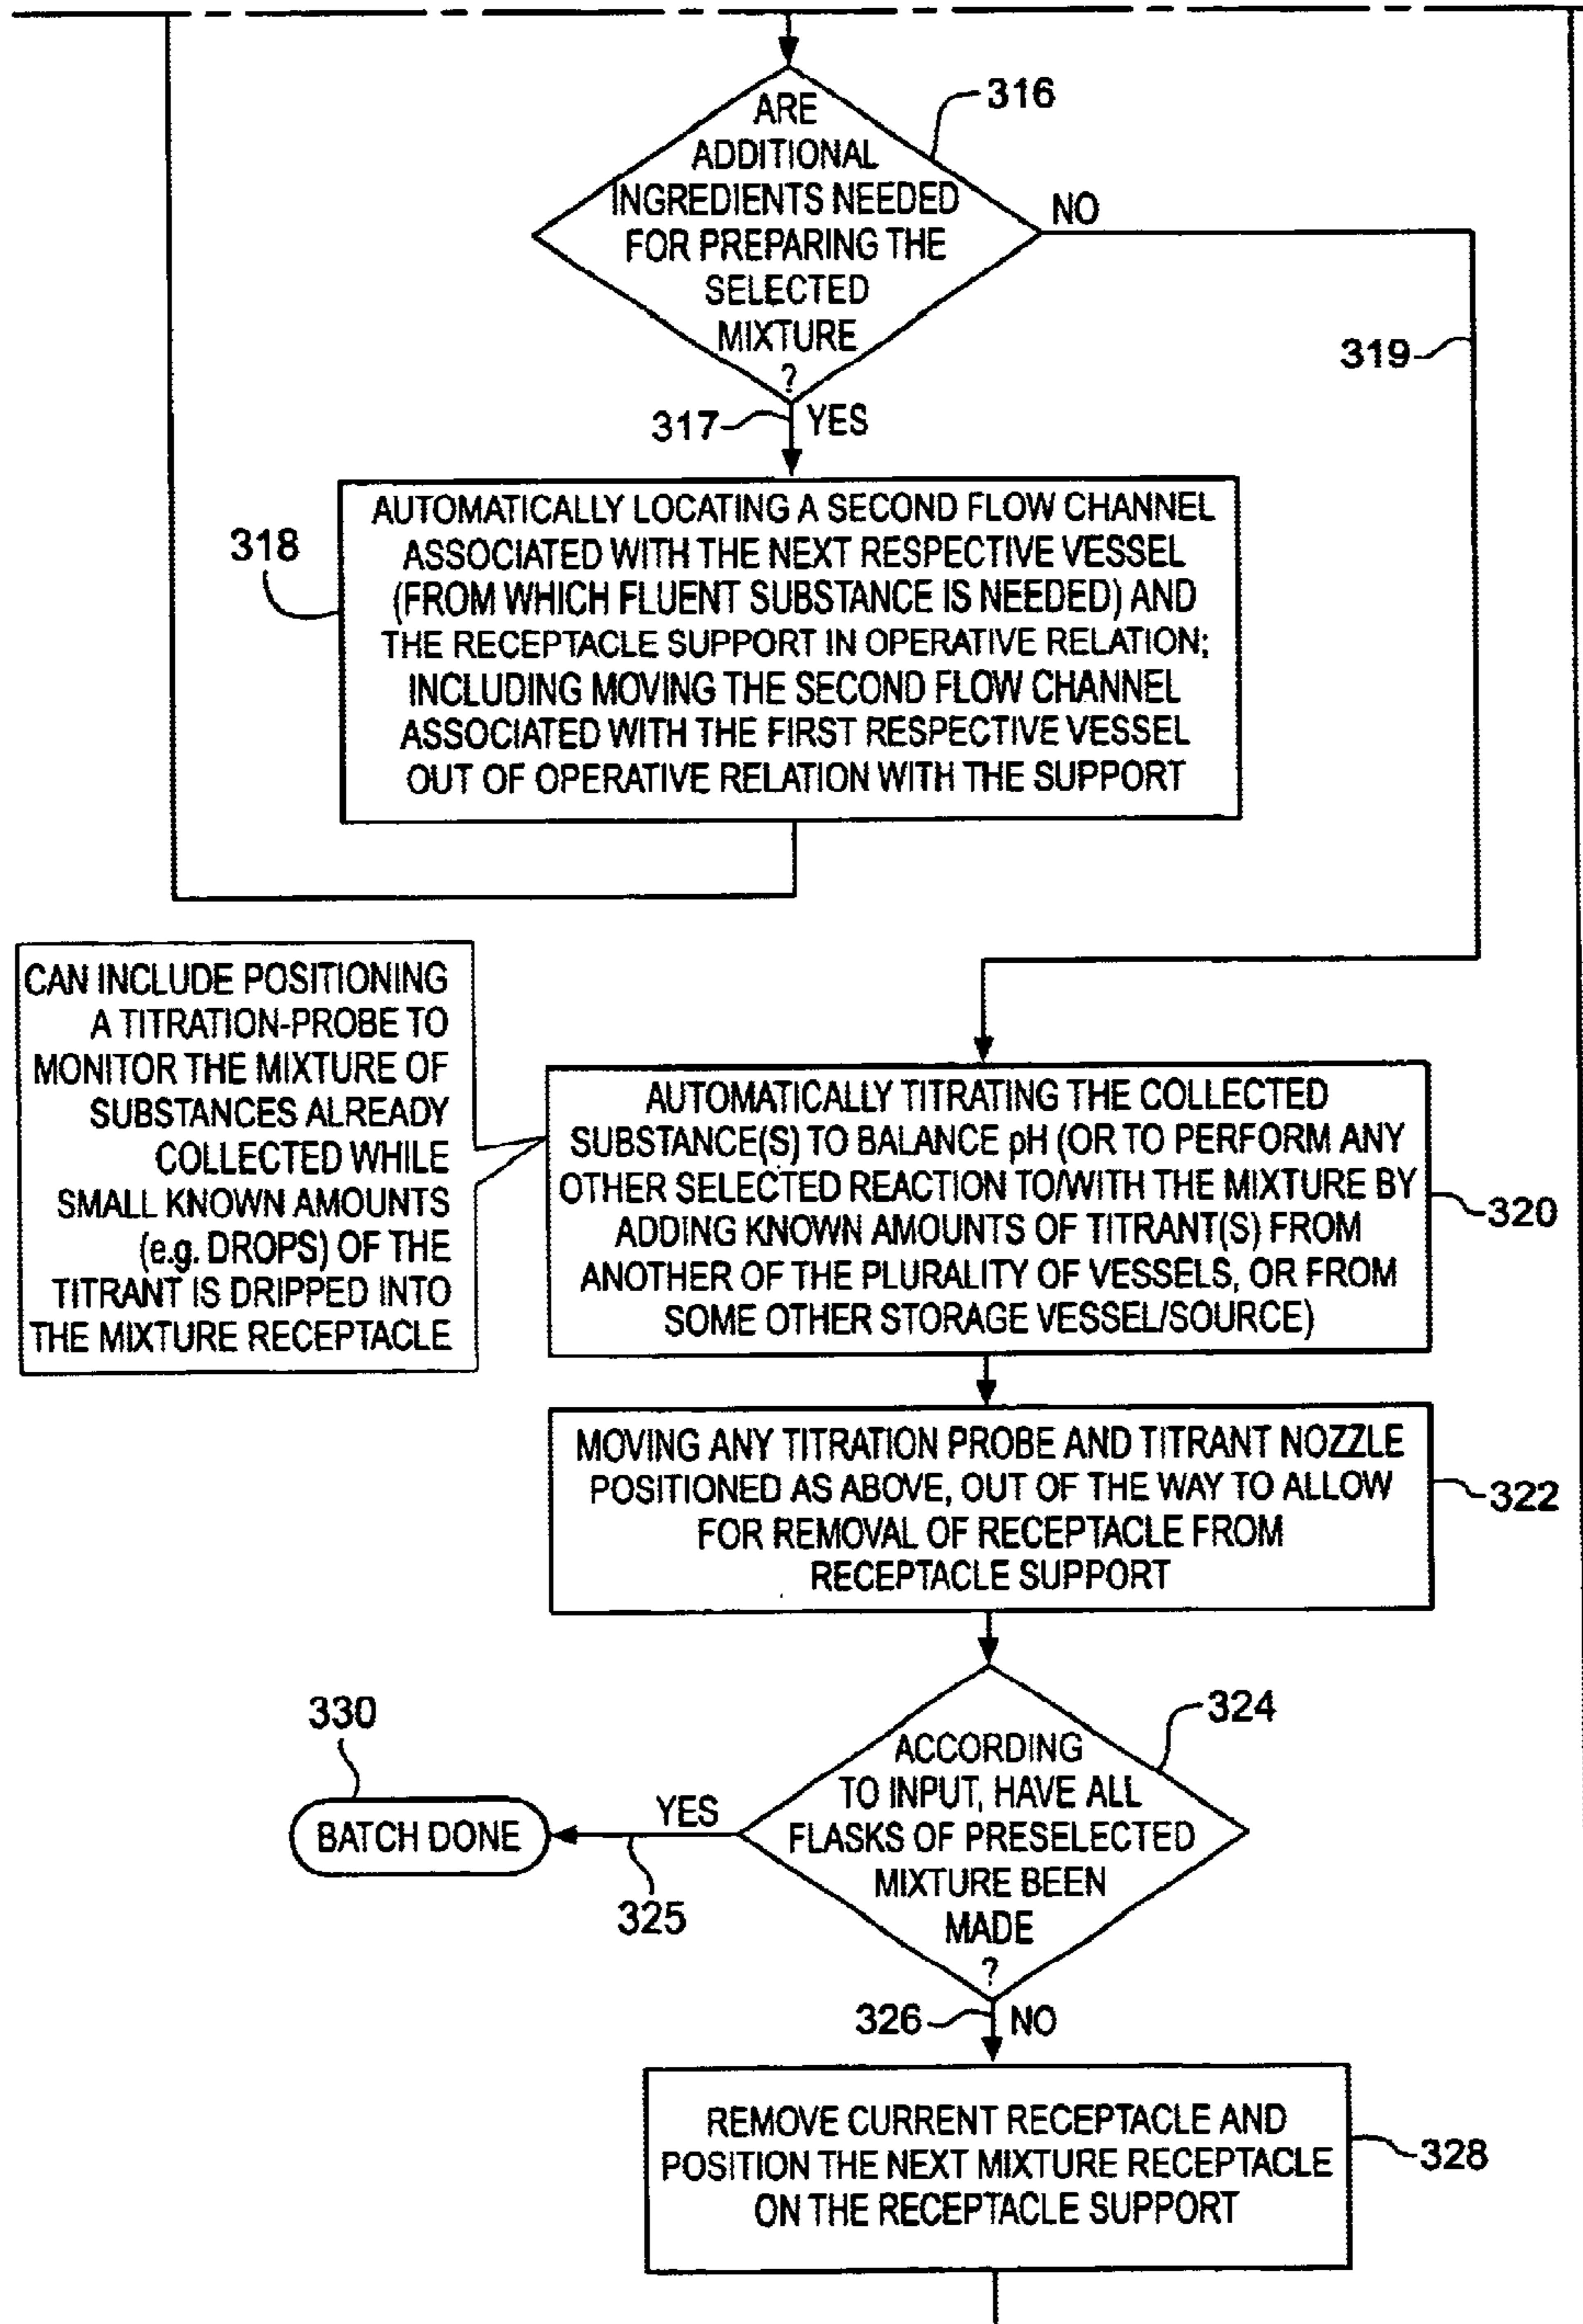 ARE
ADDITIONAL
INGREDIENTS NEEDED
FOR PREPARING THE
SELECTED
MIXTURE
?
316
NO
319
317
YES
318
AUTOMATICALLY LOCATING A SECOND FLOW CHANNEL
ASSOCIATED WITH THE NEXT RESPECTIVE VESSEL
(FROM WHICH FLUENT SUBSTANCE IS NEEDED) AND
THE RECEPTACLE SUPPORT IN OPERATIVE RELATION;
INCLUDING MOVING THE SECOND FLOW CHANNEL
ASSOCIATED WITH THE FIRST RESPECTIVE VESSEL
OUT OF OPERATIVE RELATION WITH THE SUPPORT
CAN INCLUDE POSITIONING
A TITRATION-PROBE TO
MONITOR THE MIXTURE OF
SUBSTANCES ALREADY
COLLECTED WHILE
SMALL KNOWN AMOUNTS
(e.g. DROPS) OF THE
TITRANT IS DRIPPED INTO
THE MIXTURE RECEPTACLE
AUTOMATICALLY TITRATING THE COLLECTED
SUBSTANCE(S) TO BALANCE pH (OR TO PERFORM ANY
OTHER SELECTED REACTION TO/WITH THE MIXTURE BY
ADDING KNOWN AMOUNTS OF TITRANT(S) FROM
ANOTHER OF THE PLURALITY OF VESSELS, OR FROM
SOME OTHER STORAGE VESSEL/SOURCE)
320
MOVING ANY TITRATION PROBE AND TITRANT NOZZLE
POSITIONED AS ABOVE, OUT OF THE WAY TO ALLOW
FOR REMOVAL OF RECEPTACLE FROM
RECEPTACLE SUPPORT
322
324
ACCORDING
TO INPUT, HAVE ALL
FLASKS OF PRESELECTED
MIXTURE BEEN
MADE
?
YES
325
330
BATCH DONE
326
NO
REMOVE CURRENT RECEPTACLE AND
POSITION THE NEXT MIXTURE RECEPTACLE
ON THE RECEPTACLE SUPPORT
328